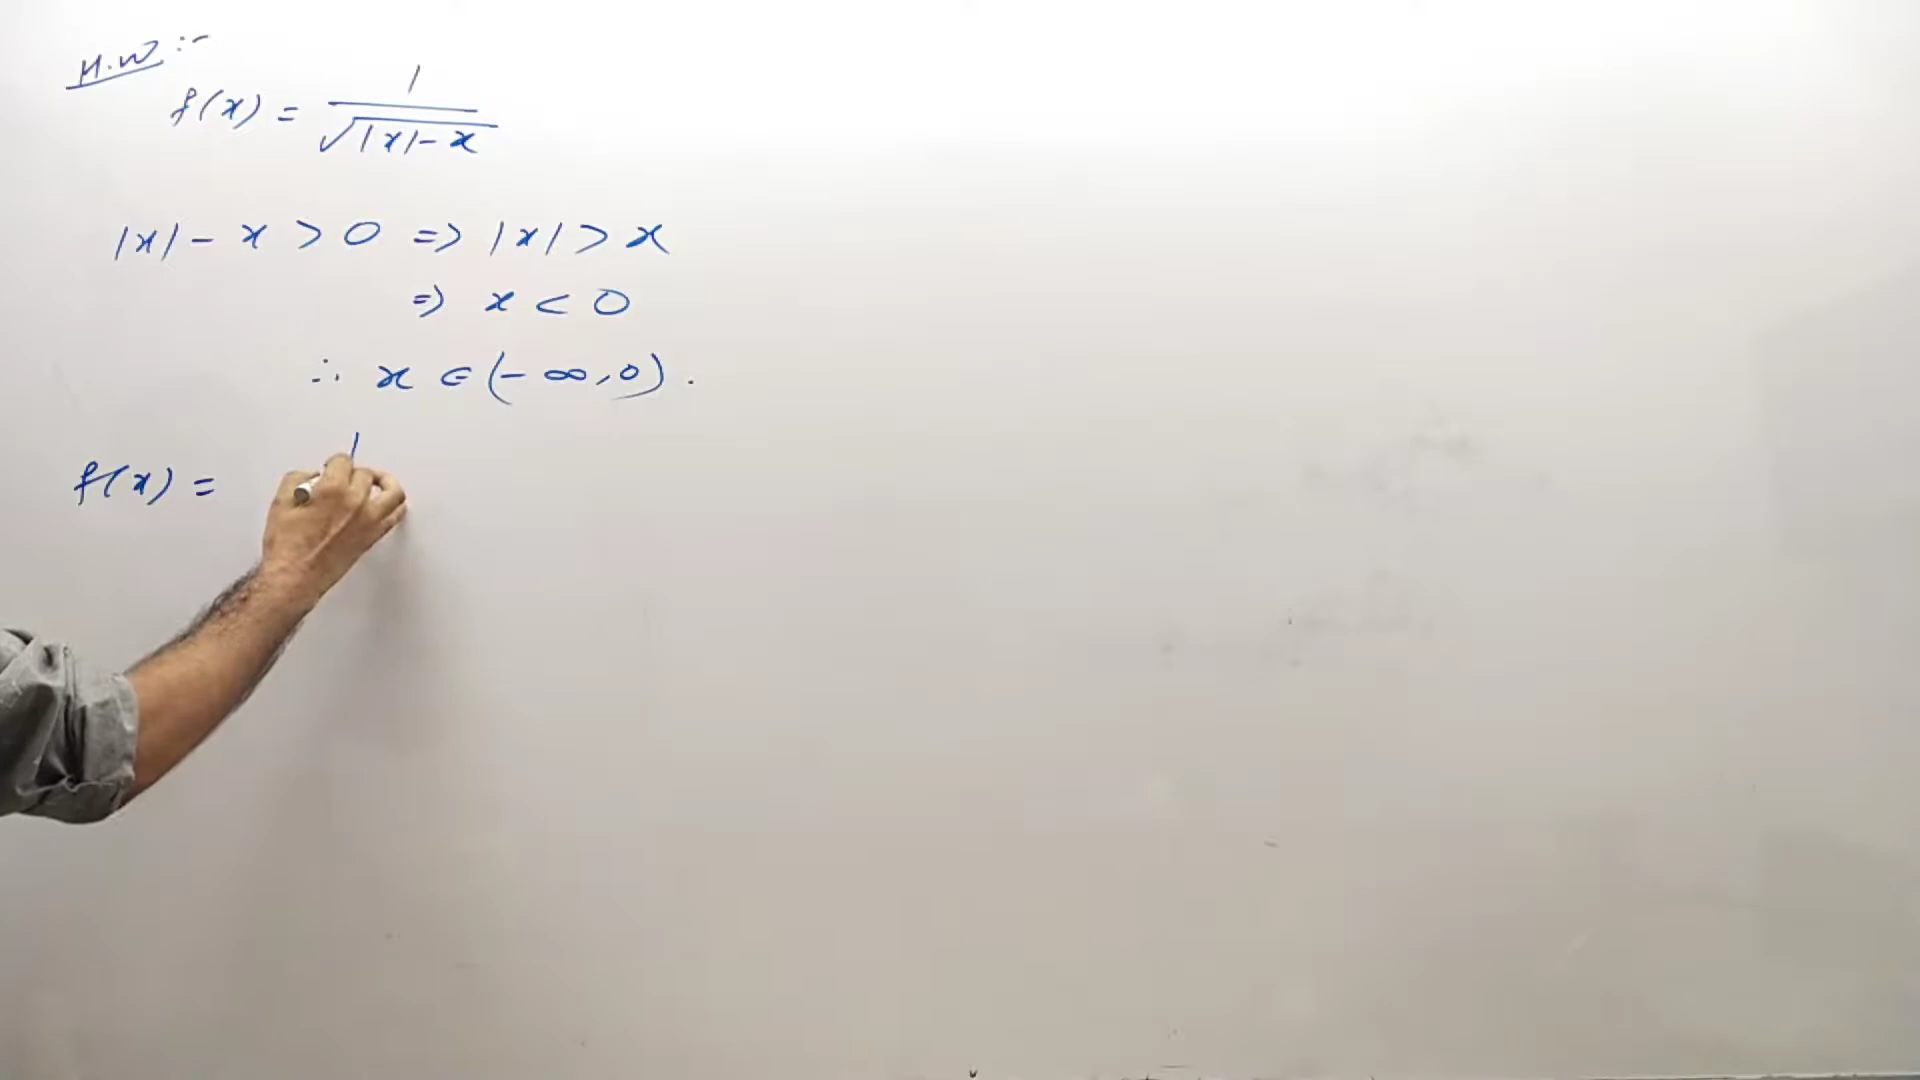 H.W :-
f(x) = 1/√(|x| - x)
|x| - x > 0 => |x| > x
=> x < 0
∴ x ∈ (-∞, 0).
f(x) = 1